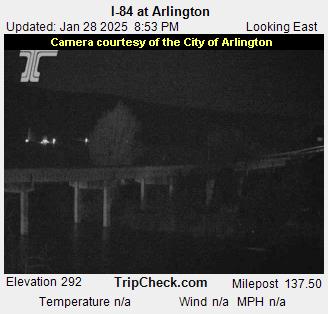 I-84 at Arlington
Updated: Jan 28 2025 8:53 PM Looking East
Camera courtesy of the City of Arlington
Elevation 292 TripCheck.com Milepost 137.50
Temperature n/a Wind n/a MPH n/a